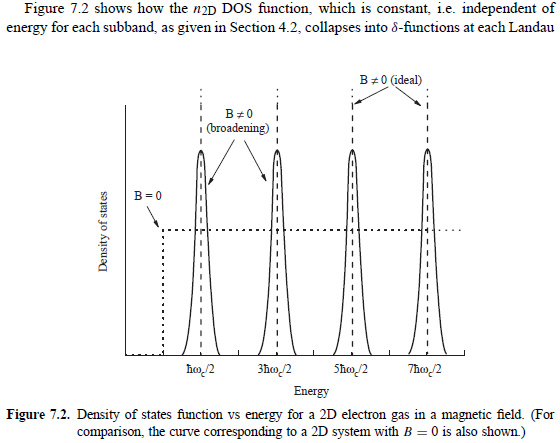 Figure 7.2 shows how the n2D DOS function, which is constant, i.e. independent of
energy for each subband, as given in Section 4.2, collapses into δ-functions at each Landau
B ≠ 0 (ideal)
B ≠ 0
(broadening)
B = 0
Density of states
ħωc/2
3ħωc/2
5ħωc/2
7ħωc/2
Energy
Figure 7.2. Density of states function vs energy for a 2D electron gas in a magnetic field. (For
comparison, the curve corresponding to a 2D system with B = 0 is also shown.)